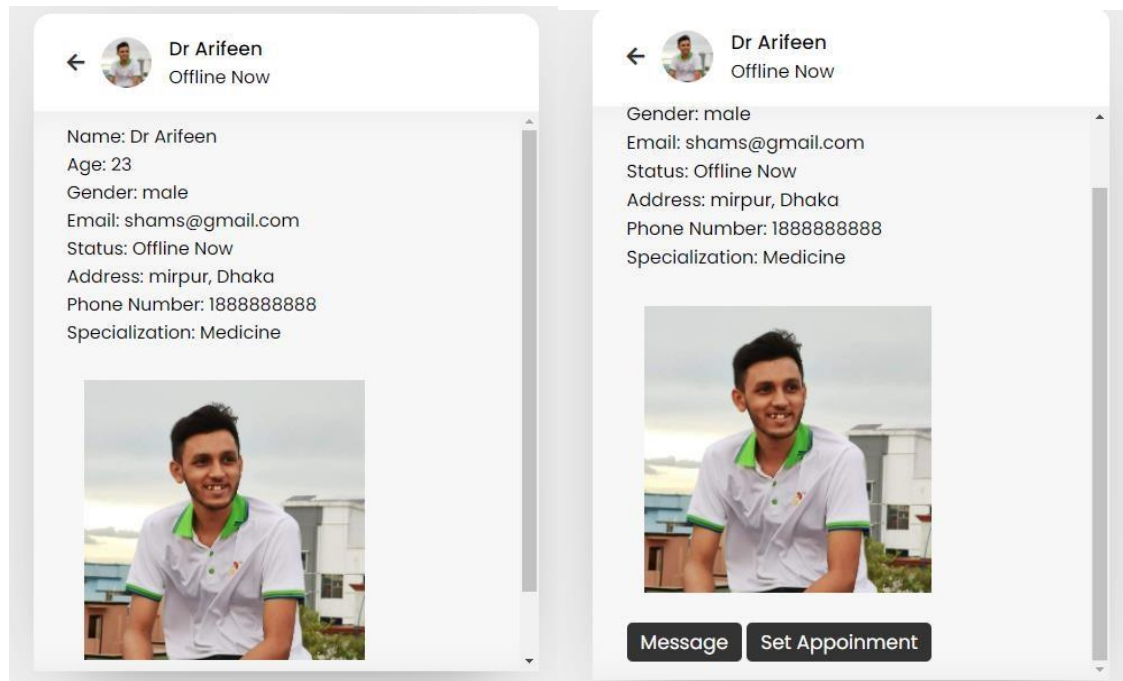 Dr Arifeen
Offline Now
Name: Dr Arifeen
Age: 23
Gender: male
Email: shams@gmail.com
Status: Offline Now
Address: mirpur, Dhaka
Phone Number: 1888888888
Specialization: Medicine
Dr Arifeen
Offline Now
Gender: male
Email: shams@gmail.com
Status: Offline Now
Address: mirpur, Dhaka
Phone Number: 1888888888
Specialization: Medicine
Message Set Appoinment